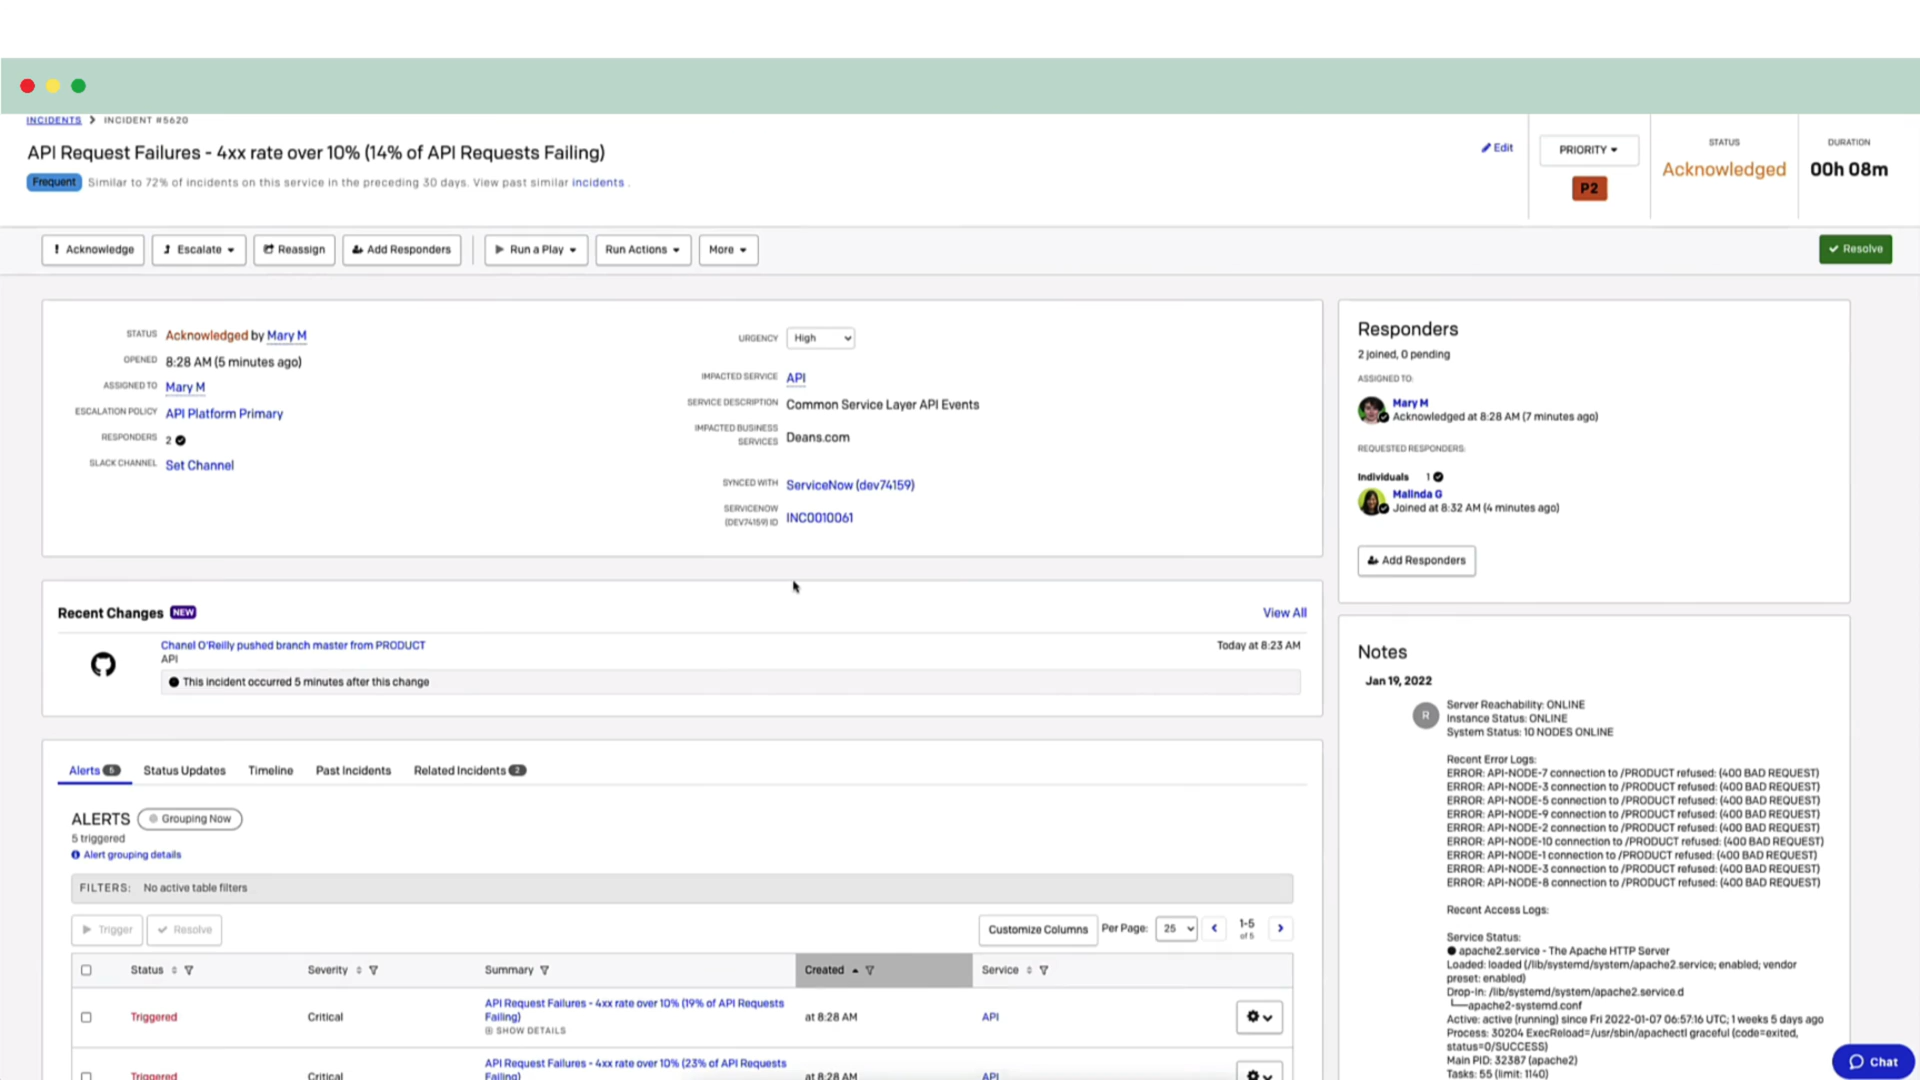 INCIDENTS > INCIDENT #5620
API Request Failures - 4xx rate over 10% (14% of API Requests Failing)
Frequent Similar to 72% of incidents on this service in the preceding 30 days. View past similar incidents .
Edit
PRIORITY
P2
STATUS
Acknowledged
DURATION
00h 08m
Acknowledge Escalate Reassign Add Responders Run a Play Run Actions More Resolve
STATUS Acknowledged by Mary M
OPENED 8:28 AM (5 minutes ago)
ASSIGNED TO Mary M
ESCALATION POLICY API Platform Primary
RESPONDERS 2
SLACK CHANNEL Set Channel
URGENCY High
IMPACTED SERVICE API
SERVICE DESCRIPTION Common Service Layer API Events
IMPACTED BUSINESS
SERVICES Deans.com
SYNCED WITH ServiceNow (dev74159)
SERVICENOW
(DEV74159) ID INC0010061
Responders
2 joined, 0 pending
ASSIGNED TO:
Mary M
Acknowledged at 8:28 AM (7 minutes ago)
REQUESTED RESPONDERS:
Individuals 1
Malinda G
Joined at 8:32 AM (4 minutes ago)
Add Responders
Recent Changes NEW View All
Chanel O'Reilly pushed branch master from PRODUCT Today at 8:23 AM
API
This incident occurred 5 minutes after this change
Alerts 5 Status Updates Timeline Past Incidents Related Incidents 2
ALERTS Grouping Now
5 triggered
Alert grouping details
FILTERS: No active table filters
Trigger Resolve Customize Columns Per Page: 25 1-5
of 5
Status Severity Summary Created Service
API Request Failures - 4xx rate over 10% (19% of API Requests
Triggered Critical Failing) at 8:28 AM API
SHOW DETAILS
API Request Failures - 4xx rate over 10% (23% of API Requests
Triggered Critical Failing) at 8:28 AM API
Notes
Jan 19, 2022
R
Server Reachability: ONLINE
Instance Status: ONLINE
System Status: 10 NODES ONLINE
Recent Error Logs:
ERROR: API-NODE-7 connection to /PRODUCT refused: (400 BAD REQUEST)
ERROR: API-NODE-3 connection to /PRODUCT refused: (400 BAD REQUEST)
ERROR: API-NODE-5 connection to /PRODUCT refused: (400 BAD REQUEST)
ERROR: API-NODE-9 connection to /PRODUCT refused: (400 BAD REQUEST)
ERROR: API-NODE-2 connection to /PRODUCT refused: (400 BAD REQUEST)
ERROR: API-NODE-10 connection to /PRODUCT refused: (400 BAD REQUEST)
ERROR: API-NODE-1 connection to /PRODUCT refused: (400 BAD REQUEST)
ERROR: API-NODE-3 connection to /PRODUCT refused: (400 BAD REQUEST)
ERROR: API-NODE-8 connection to /PRODUCT refused: (400 BAD REQUEST)
Recent Access Logs:
Service Status:
● apache2.service - The Apache HTTP Server
Loaded: loaded (/lib/systemd/system/apache2.service; enabled; vendor
preset: enabled)
Drop-In: /lib/systemd/system/apache2.service.d
└─apache2-systemd.conf
Active: active (running) since Fri 2022-01-07 06:57:16 UTC; 1 weeks 5 days ago
Process: 30204 ExecReload=/usr/sbin/apachectl graceful (code=exited,
status=0/SUCCESS)
Main PID: 32387 (apache2)
Tasks: 55 (limit: 1140)
Chat